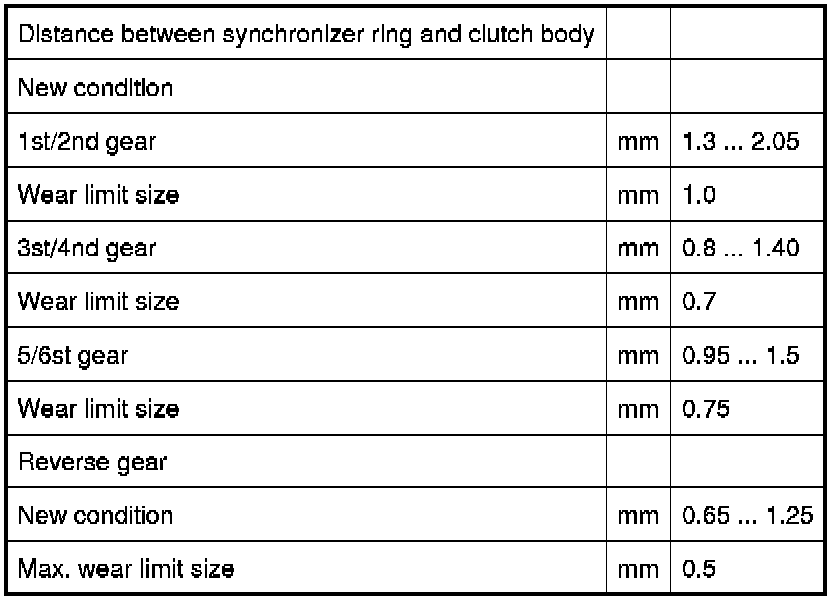 Distance between synchronizer ring and clutch body
New condition
1st/2nd gear mm 1.3 ... 2.05
Wear limit size mm 1.0
3st/4nd gear mm 0.8 ... 1.40
Wear limit size mm 0.7
5/6st gear mm 0.95 ... 1.5
Wear limit size mm 0.75
Reverse gear
New condition mm 0.65 ... 1.25
Max. wear limit size mm 0.5